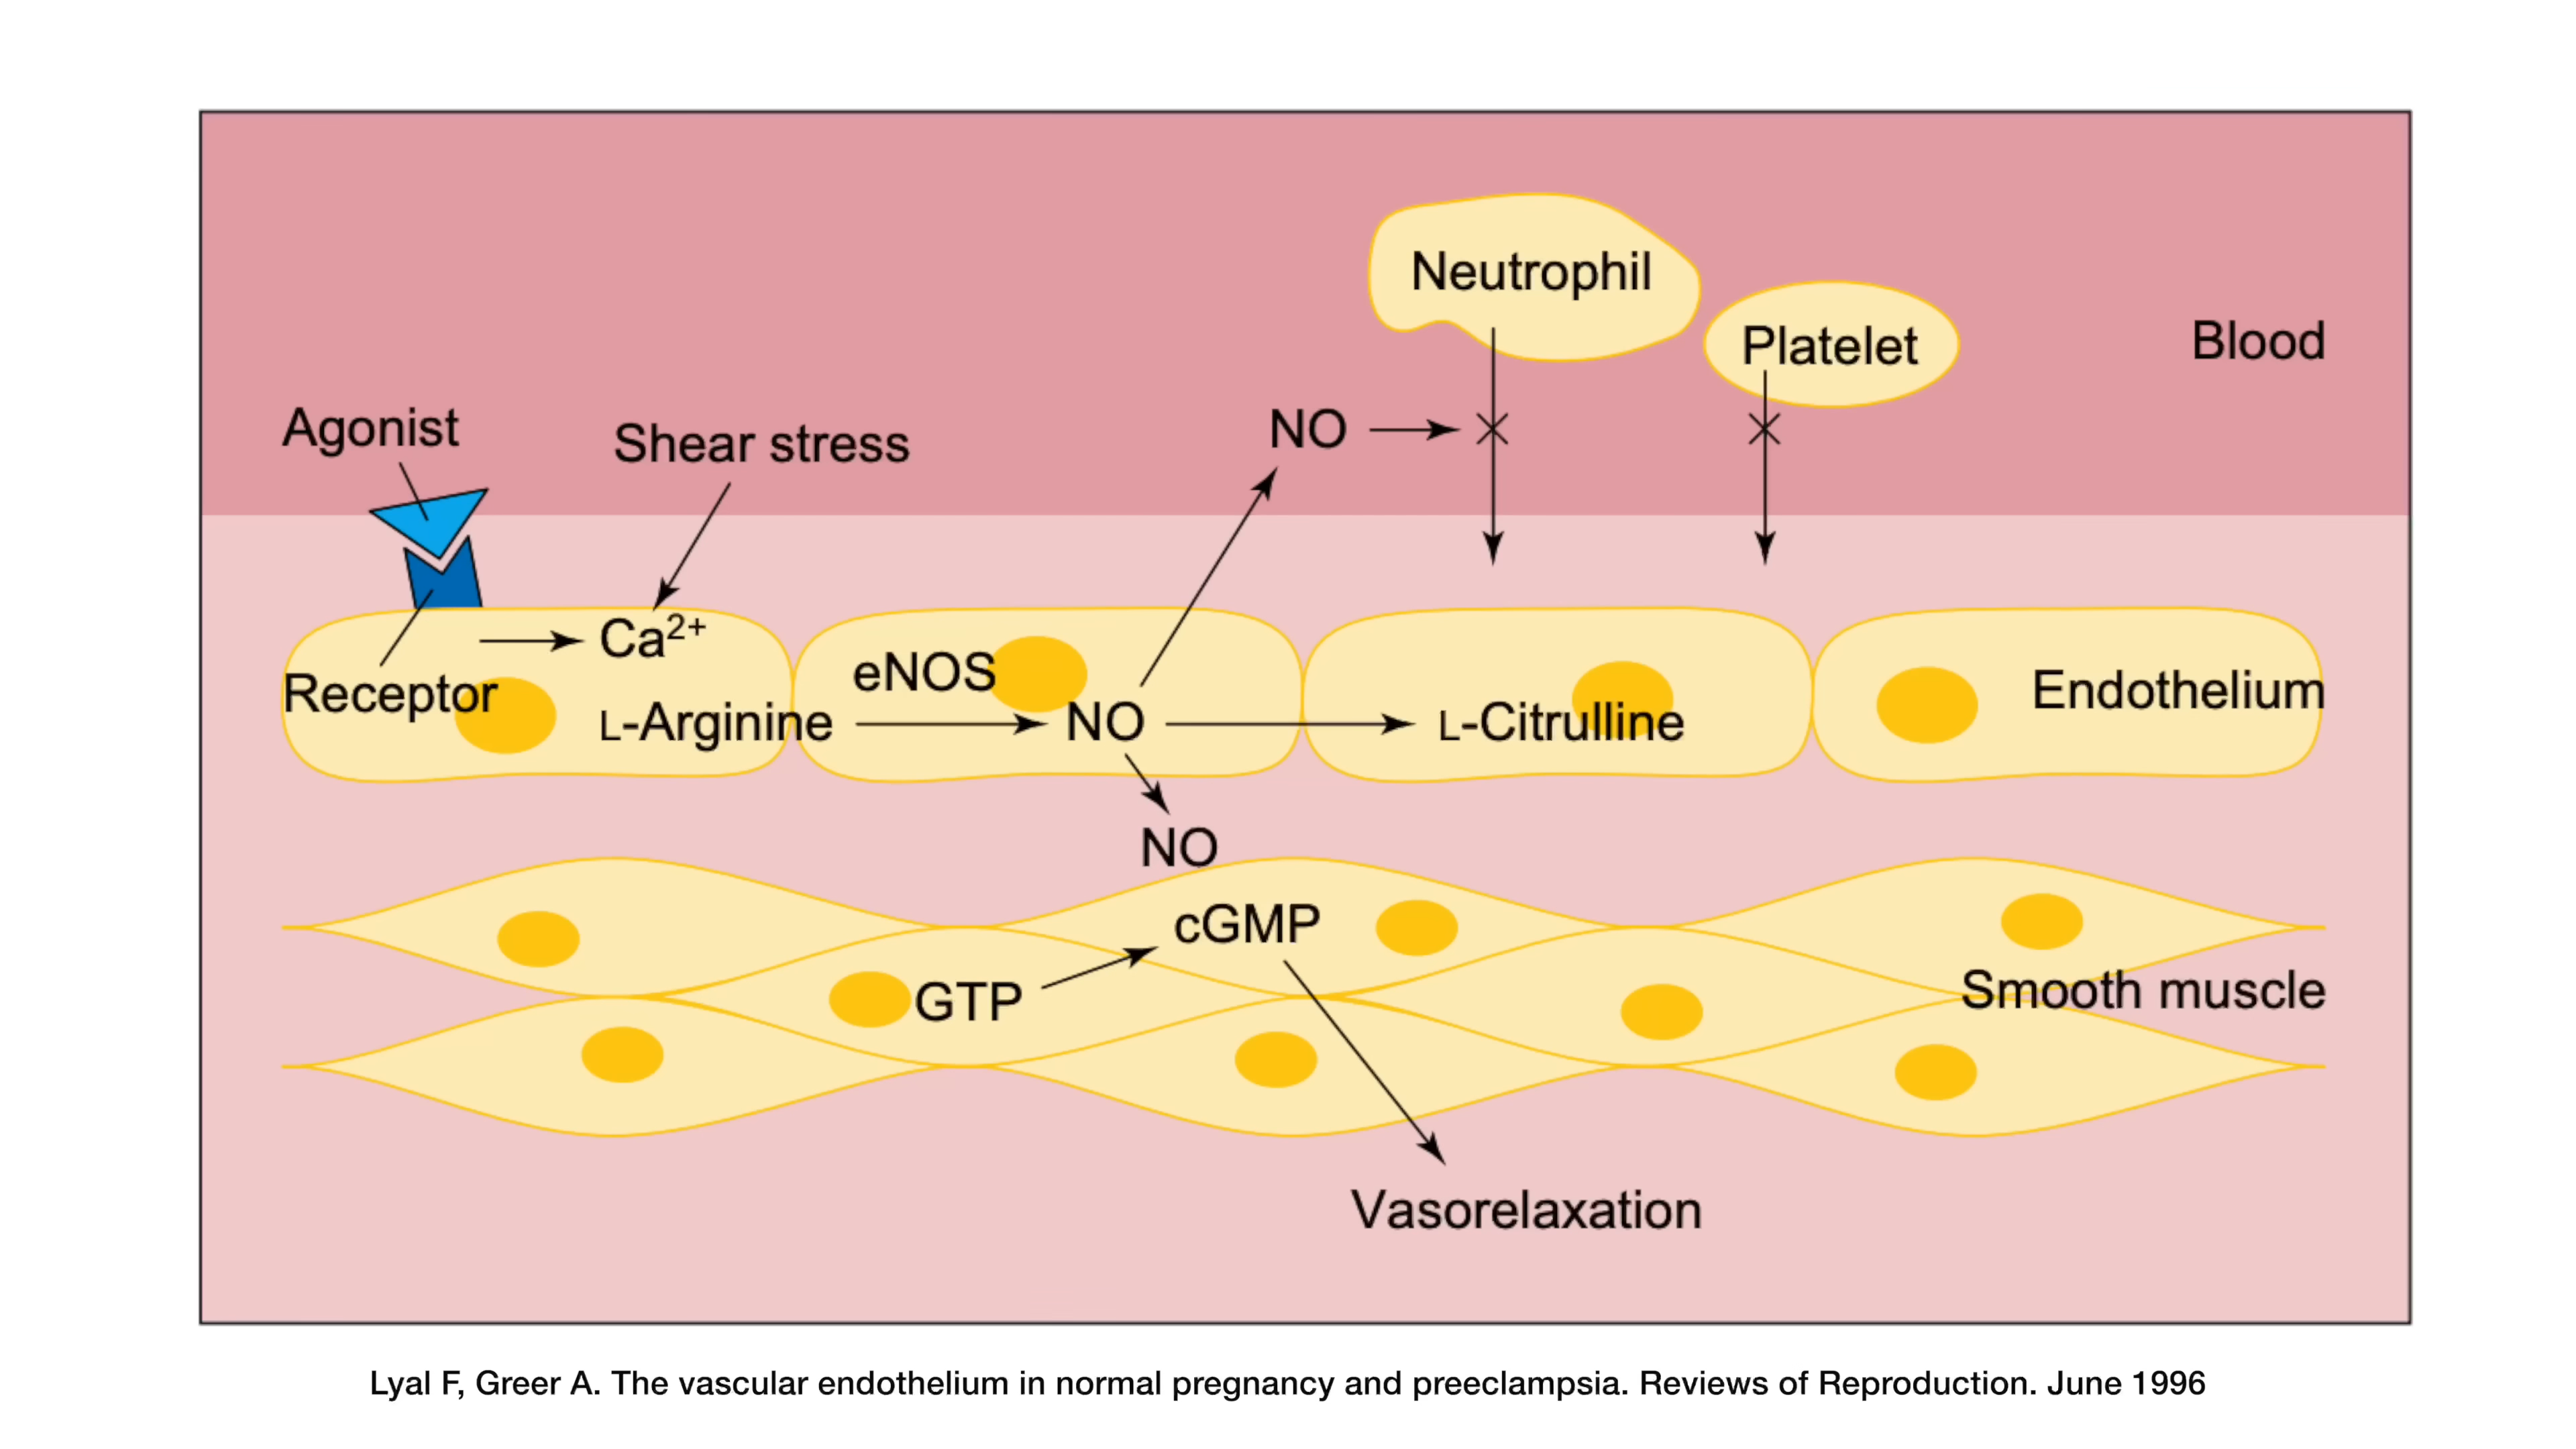 Neutrophil
Platelet
Blood
Agonist
Shear stress
NO
Receptor
Ca²⁺
eNOS
L-Arginine
NO
L-Citrulline
Endothelium
NO
cGMP
GTP
Smooth muscle
Vasorelaxation
Lyal F, Greer A. The vascular endothelium in normal pregnancy and preeclampsia. Reviews of Reproduction. June 1996